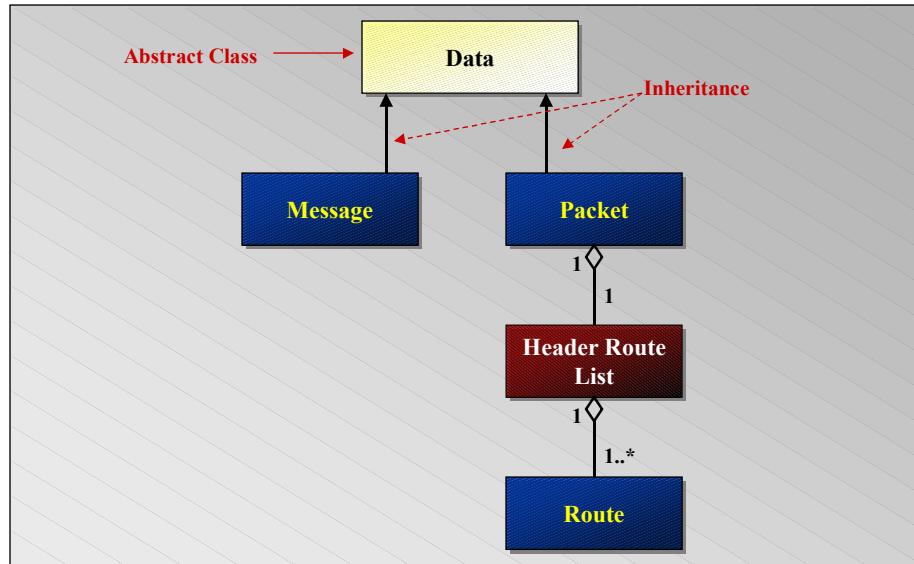 Data
Abstract Class
Inheritance
Message
Packet
1
1
Header Route
List
1
1..*
Route